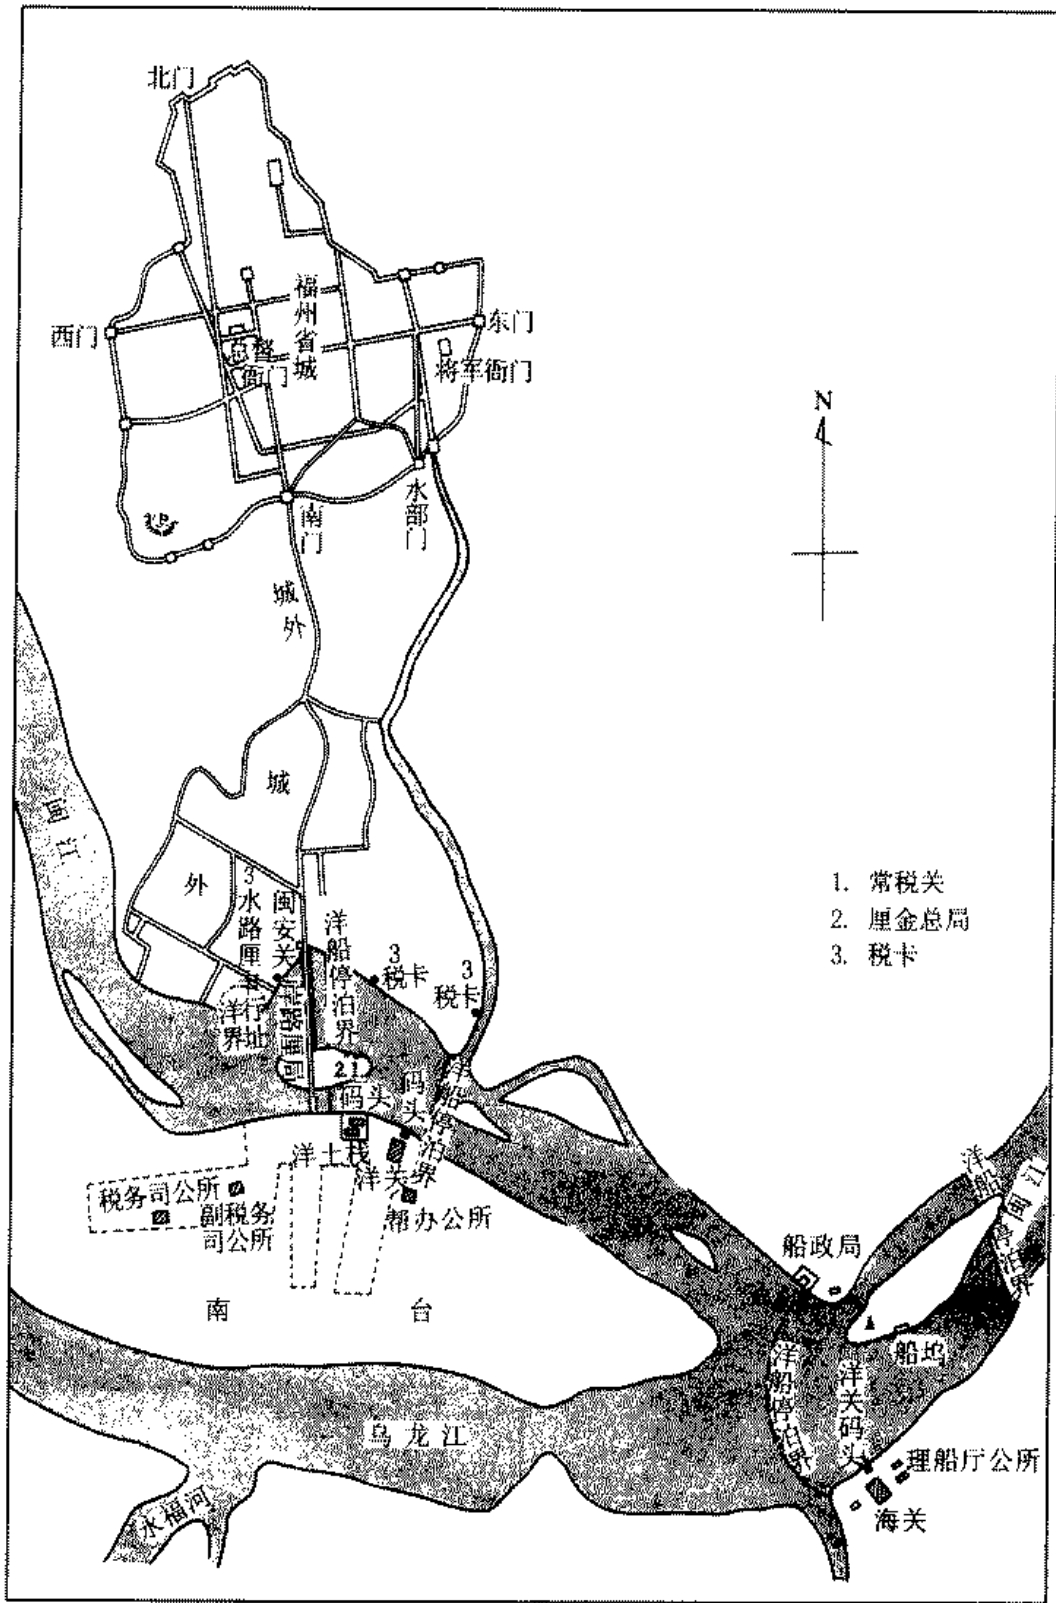 北门
福州省城
西门
东门
总督
衙门
将军衙门
N
水部门
南门
城外
城
闽江
外
1. 常税关
2. 厘金总局
3. 税卡
3
水路厘卡
闽安关
洋船停泊界
3
税卡
3
税卡
洋行址界
岸路厘局
21
码头
码头
洋船停泊界
洋土栈
洋关
税务司公所
副税务
司公所
帮办公所
洋船停泊界
闽江
船政局
南台
船坞
洋船停泊界
洋关码头
乌龙江
理船厅公所
海关
水福河